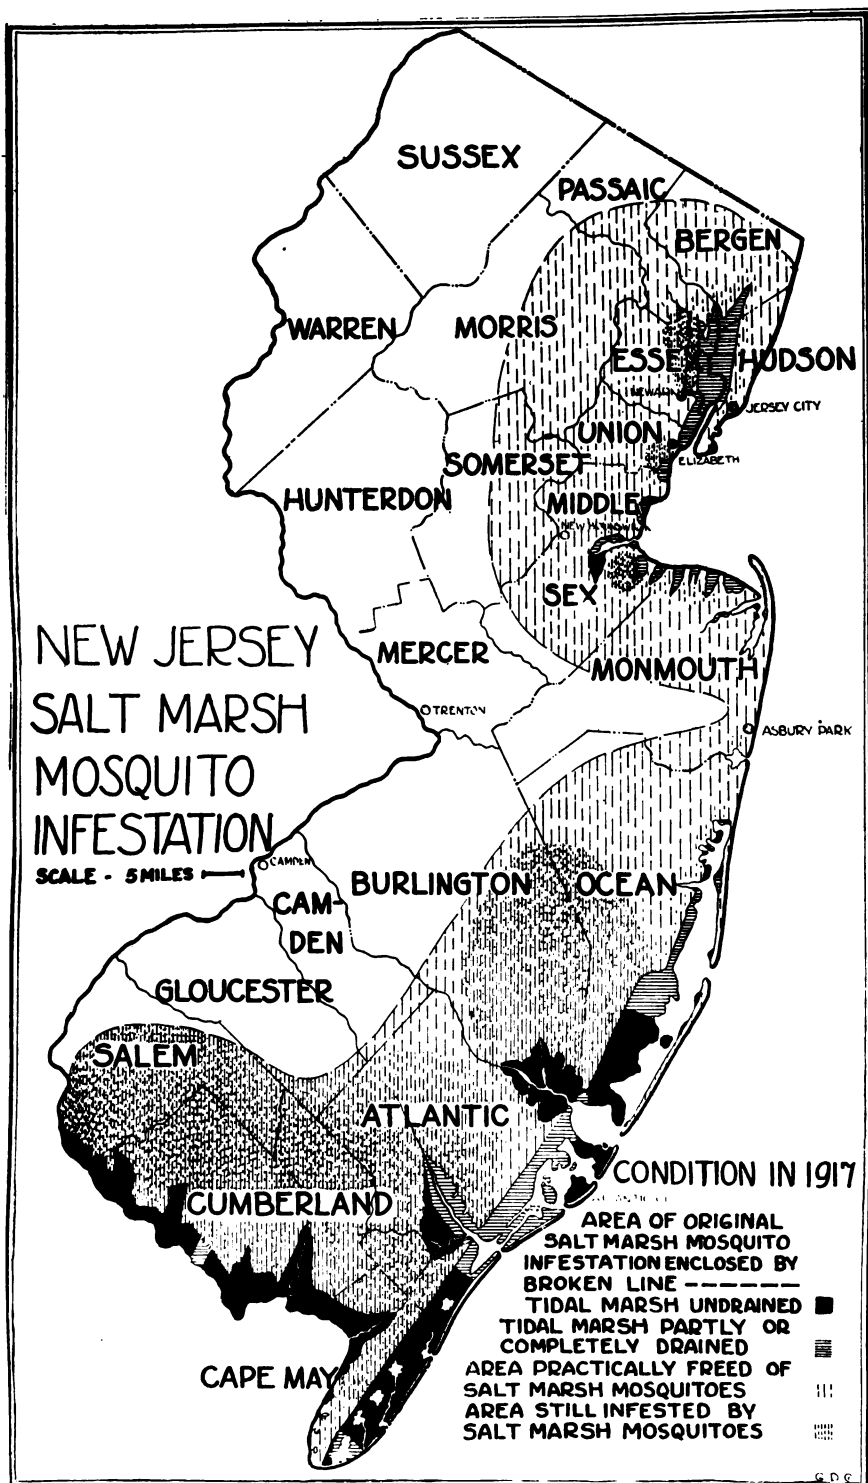 SUSSEX
PASSAIC
BERGEN
WARREN
MORRIS
ESSEX
HUDSON
NEWARK
JERSEY CITY
UNION
ELIZABETH
SOMERSET
HUNTERDON
MIDDLE
SEX
MERCER
MONMOUTH
TRENTON
ASBURY PARK
NEW JERSEY
SALT MARSH
MOSQUITO
INFESTATION
SCALE - 5 MILES
CAMDEN
BURLINGTON
OCEAN
CAM-
DEN
GLOUCESTER
SALEM
ATLANTIC
CUMBERLAND
CAPE MAY
CONDITION IN 1917
AREA OF ORIGINAL
SALT MARSH MOSQUITO
INFESTATION ENCLOSED BY
BROKEN LINE
TIDAL MARSH UNDRAINED
TIDAL MARSH PARTLY OR
COMPLETELY DRAINED
AREA PRACTICALLY FREED OF
SALT MARSH MOSQUITOES
AREA STILL INFESTED BY
SALT MARSH MOSQUITOES